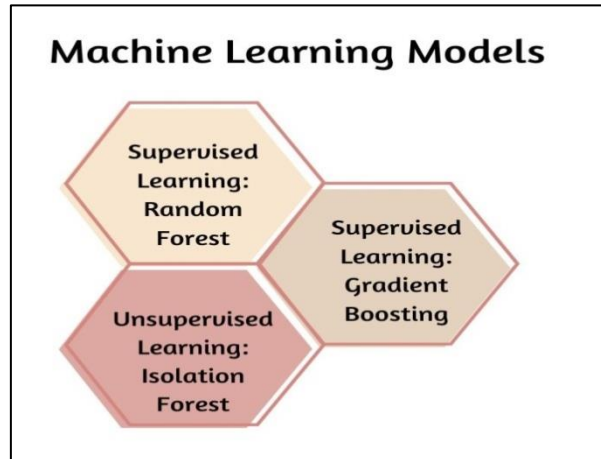 Machine Learning Models
Supervised
Learning:
Random
Forest
Supervised
Learning:
Gradient
Boosting
Unsupervised
Learning:
Isolation
Forest